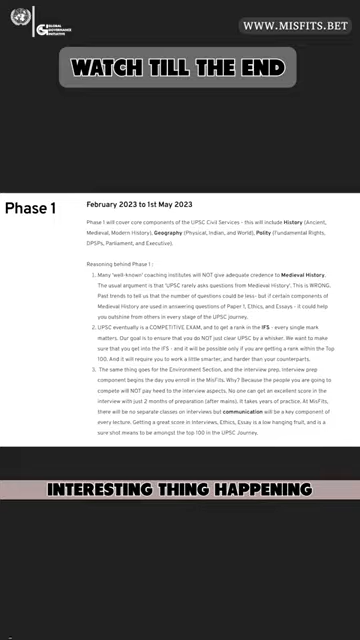 GLOBAL
GOVERNANCE
INITIATIVE
WWW.MISFITS.BET
WATCH TILL THE END
Phase 1
February 2023 to 1st May 2023
Phase 1 will cover core components of the UPSC Civil Services - this will include History (Ancient,
Medieval, Modern History). Geography (Physical, Indian, and World), Polity (Fundamental Rights,
DPSPs, Parliament, and Executive).
Reasoning behind Phase 1 :
1. Many 'well-known' coaching institutes will NOT give adequate credence to Medieval History.
The usual argument is that 'UPSC rarely asks questions from Medieval History'. This is WRONG.
Past trends to tell us that the number of questions could be less- but if certain components of
Medieval History are used in answering questions of Paper 1, Ethics, and Essays - it could help
you outshine from others in every stage of the UPSC journey.
2. UPSC eventually is a COMPETITIVE EXAM, and to get a rank in the IFS - every single mark
matters. Our goal is to ensure that you do NOT just clear UPSC by a whisker. We want to make
sure that you get into the IFS - and it will be possible only if you are getting a rank within the Top
100. And it will require you to work a little smarter, and harder than your counterparts.
3. The same thing goes for the Environment Section, and the interview prep. Interview prep
component begins the day you enroll in the MisFits. Why? Because the people you are going to
compete will NOT pay heed to the interview aspects. No one can get an excellent score in the
interview with just 2 months of preparation (after mains). It takes years of practice. At MisFits,
there will be no separate classes on interviews but communication will be a key component of
every lecture. Getting a great score in Interviews, Ethics, Essay is a low hanging fruit, and is a
sure shot means to be amongst the top 100 in the UPSC Journey.
INTERESTING THING HAPPENING